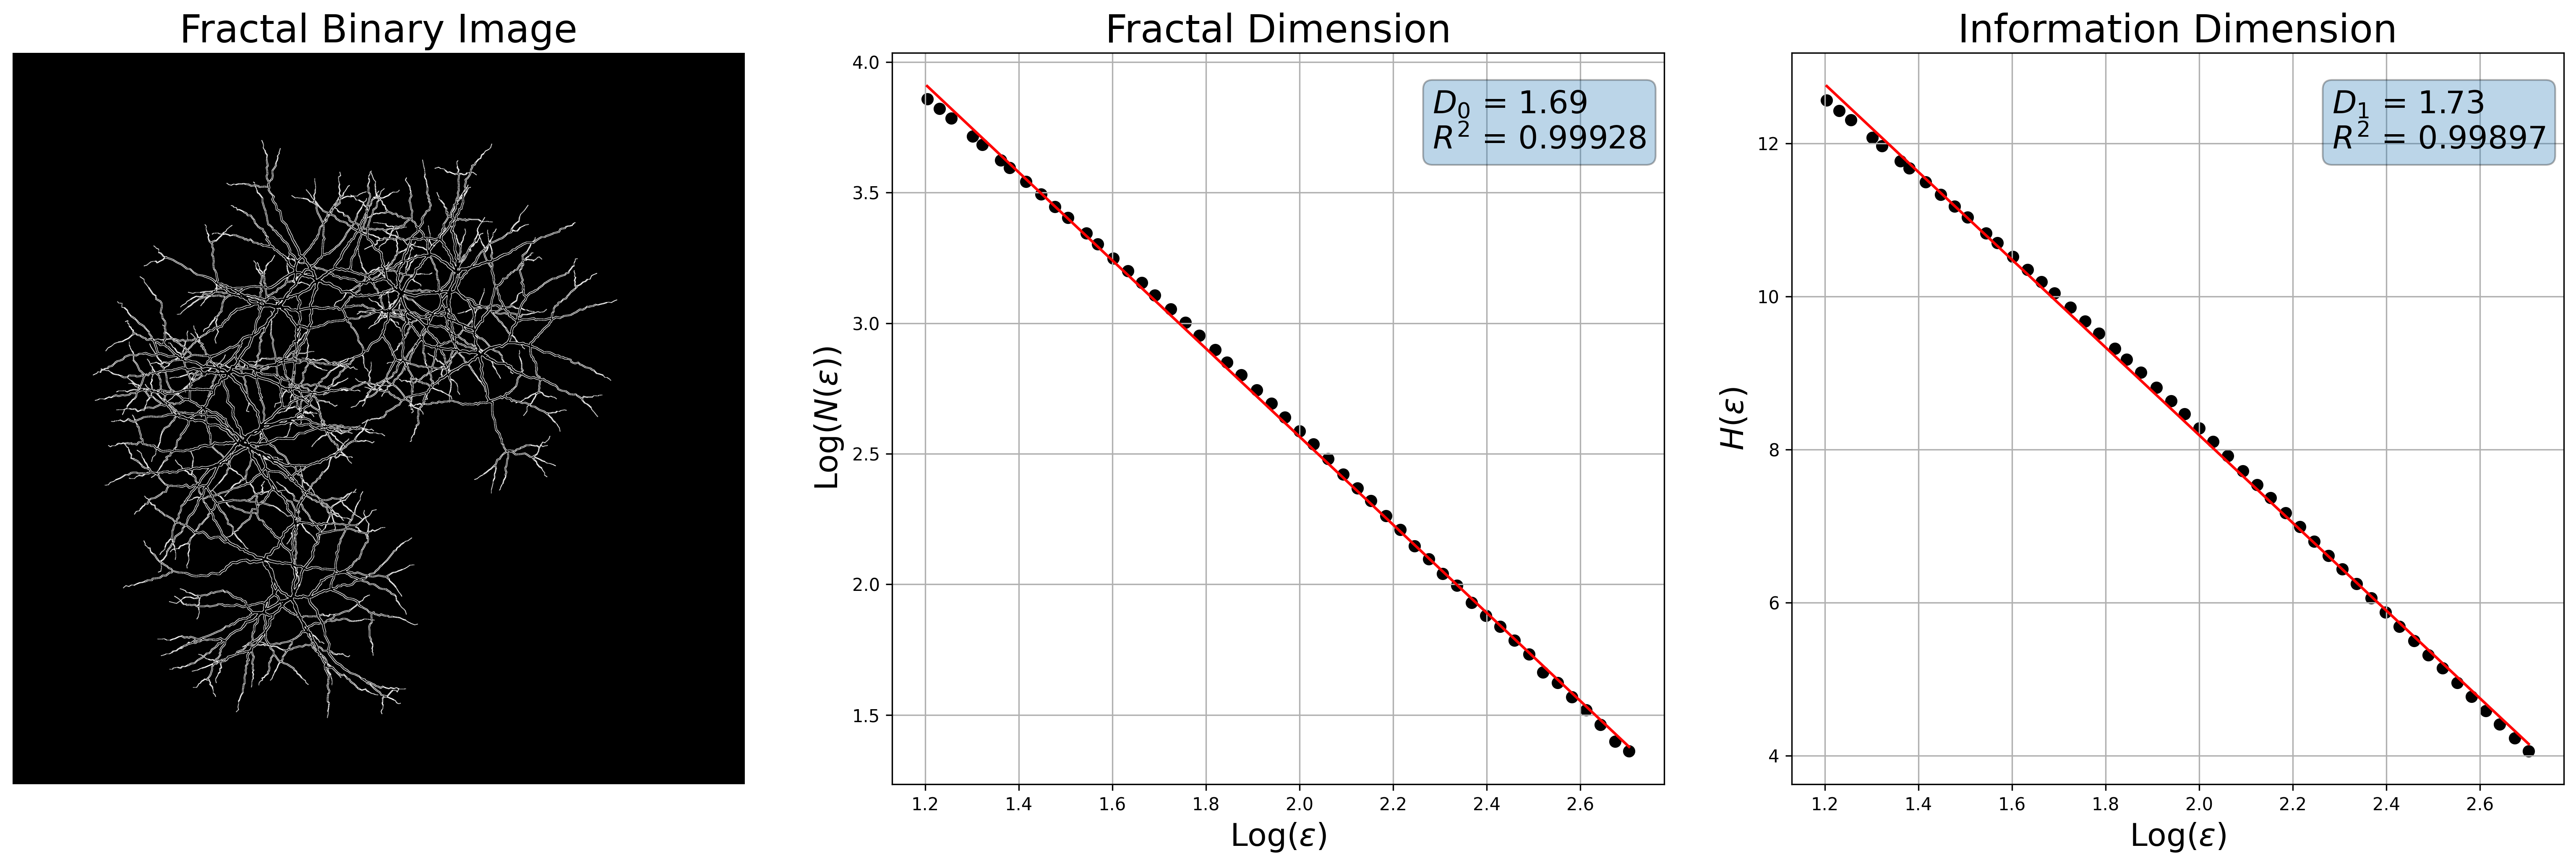 Fractal Binary Image
Fractal Dimension
4.0
3.5
3.0
2.5
2.0
1.5
Log(N(ε))
D₀ = 1.69
R² = 0.99928
1.2 1.4 1.6 1.8 2.0 2.2 2.4 2.6
Log(ε)
Information Dimension
12
10
8
6
4
H(ε)
D₁ = 1.73
R² = 0.99897
1.2 1.4 1.6 1.8 2.0 2.2 2.4 2.6
Log(ε)